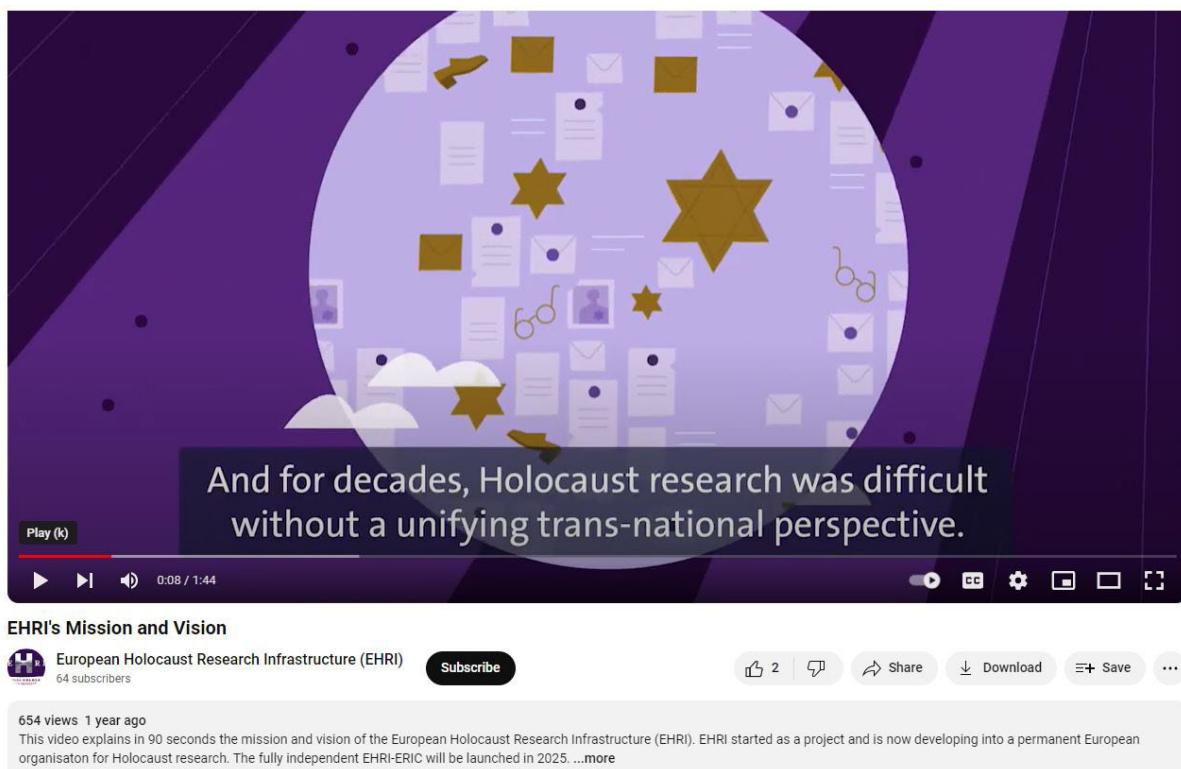 And for decades, Holocaust research was difficult
without a unifying trans-national perspective.
Play (k)
0:08 / 1:44
CC
EHRI's Mission and Vision
European Holocaust Research Infrastructure (EHRI)
64 subscribers
Subscribe
2
Share
Download
Save
654 views 1 year ago
This video explains in 90 seconds the mission and vision of the European Holocaust Research Infrastructure (EHRI). EHRI started as a project and is now developing into a permanent European
organisaton for Holocaust research. The fully independent EHRI-ERIC will be launched in 2025. ...more